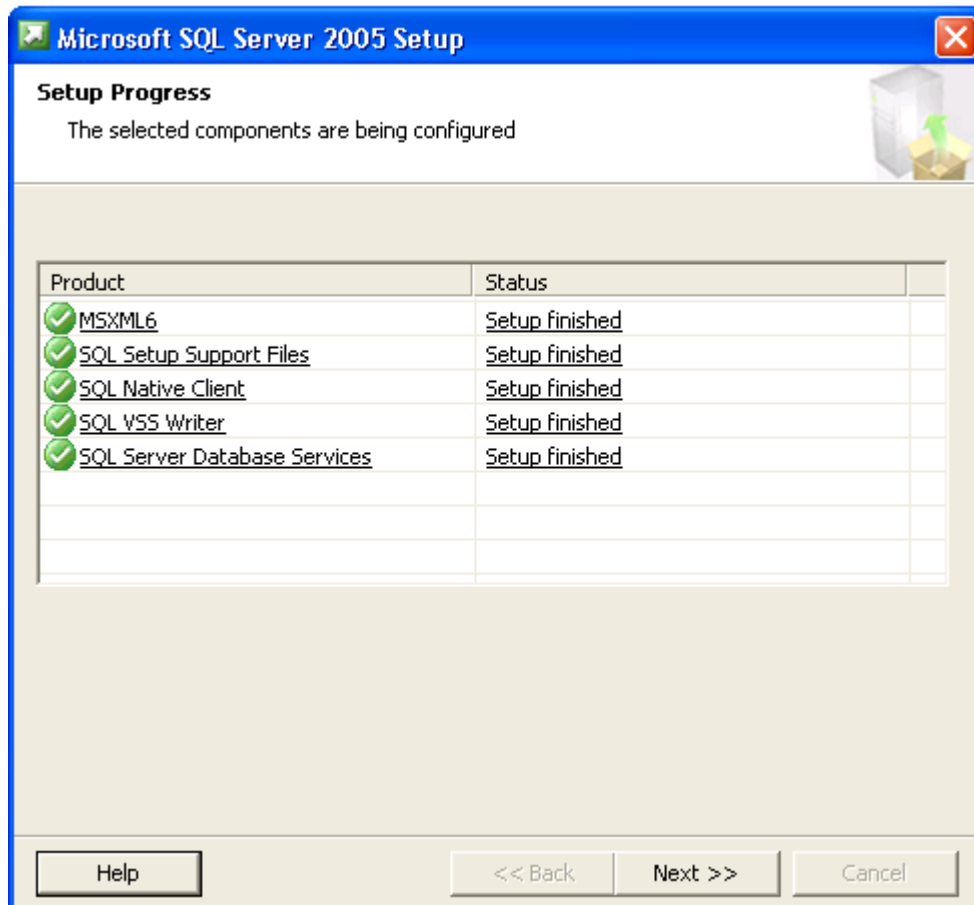 Microsoft SQL Server 2005 Setup
Setup Progress
The selected components are being configured
Product Status
MSXML6 Setup finished
SQL Setup Support Files Setup finished
SQL Native Client Setup finished
SQL VSS Writer Setup finished
SQL Server Database Services Setup finished
Help << Back Next >> Cancel